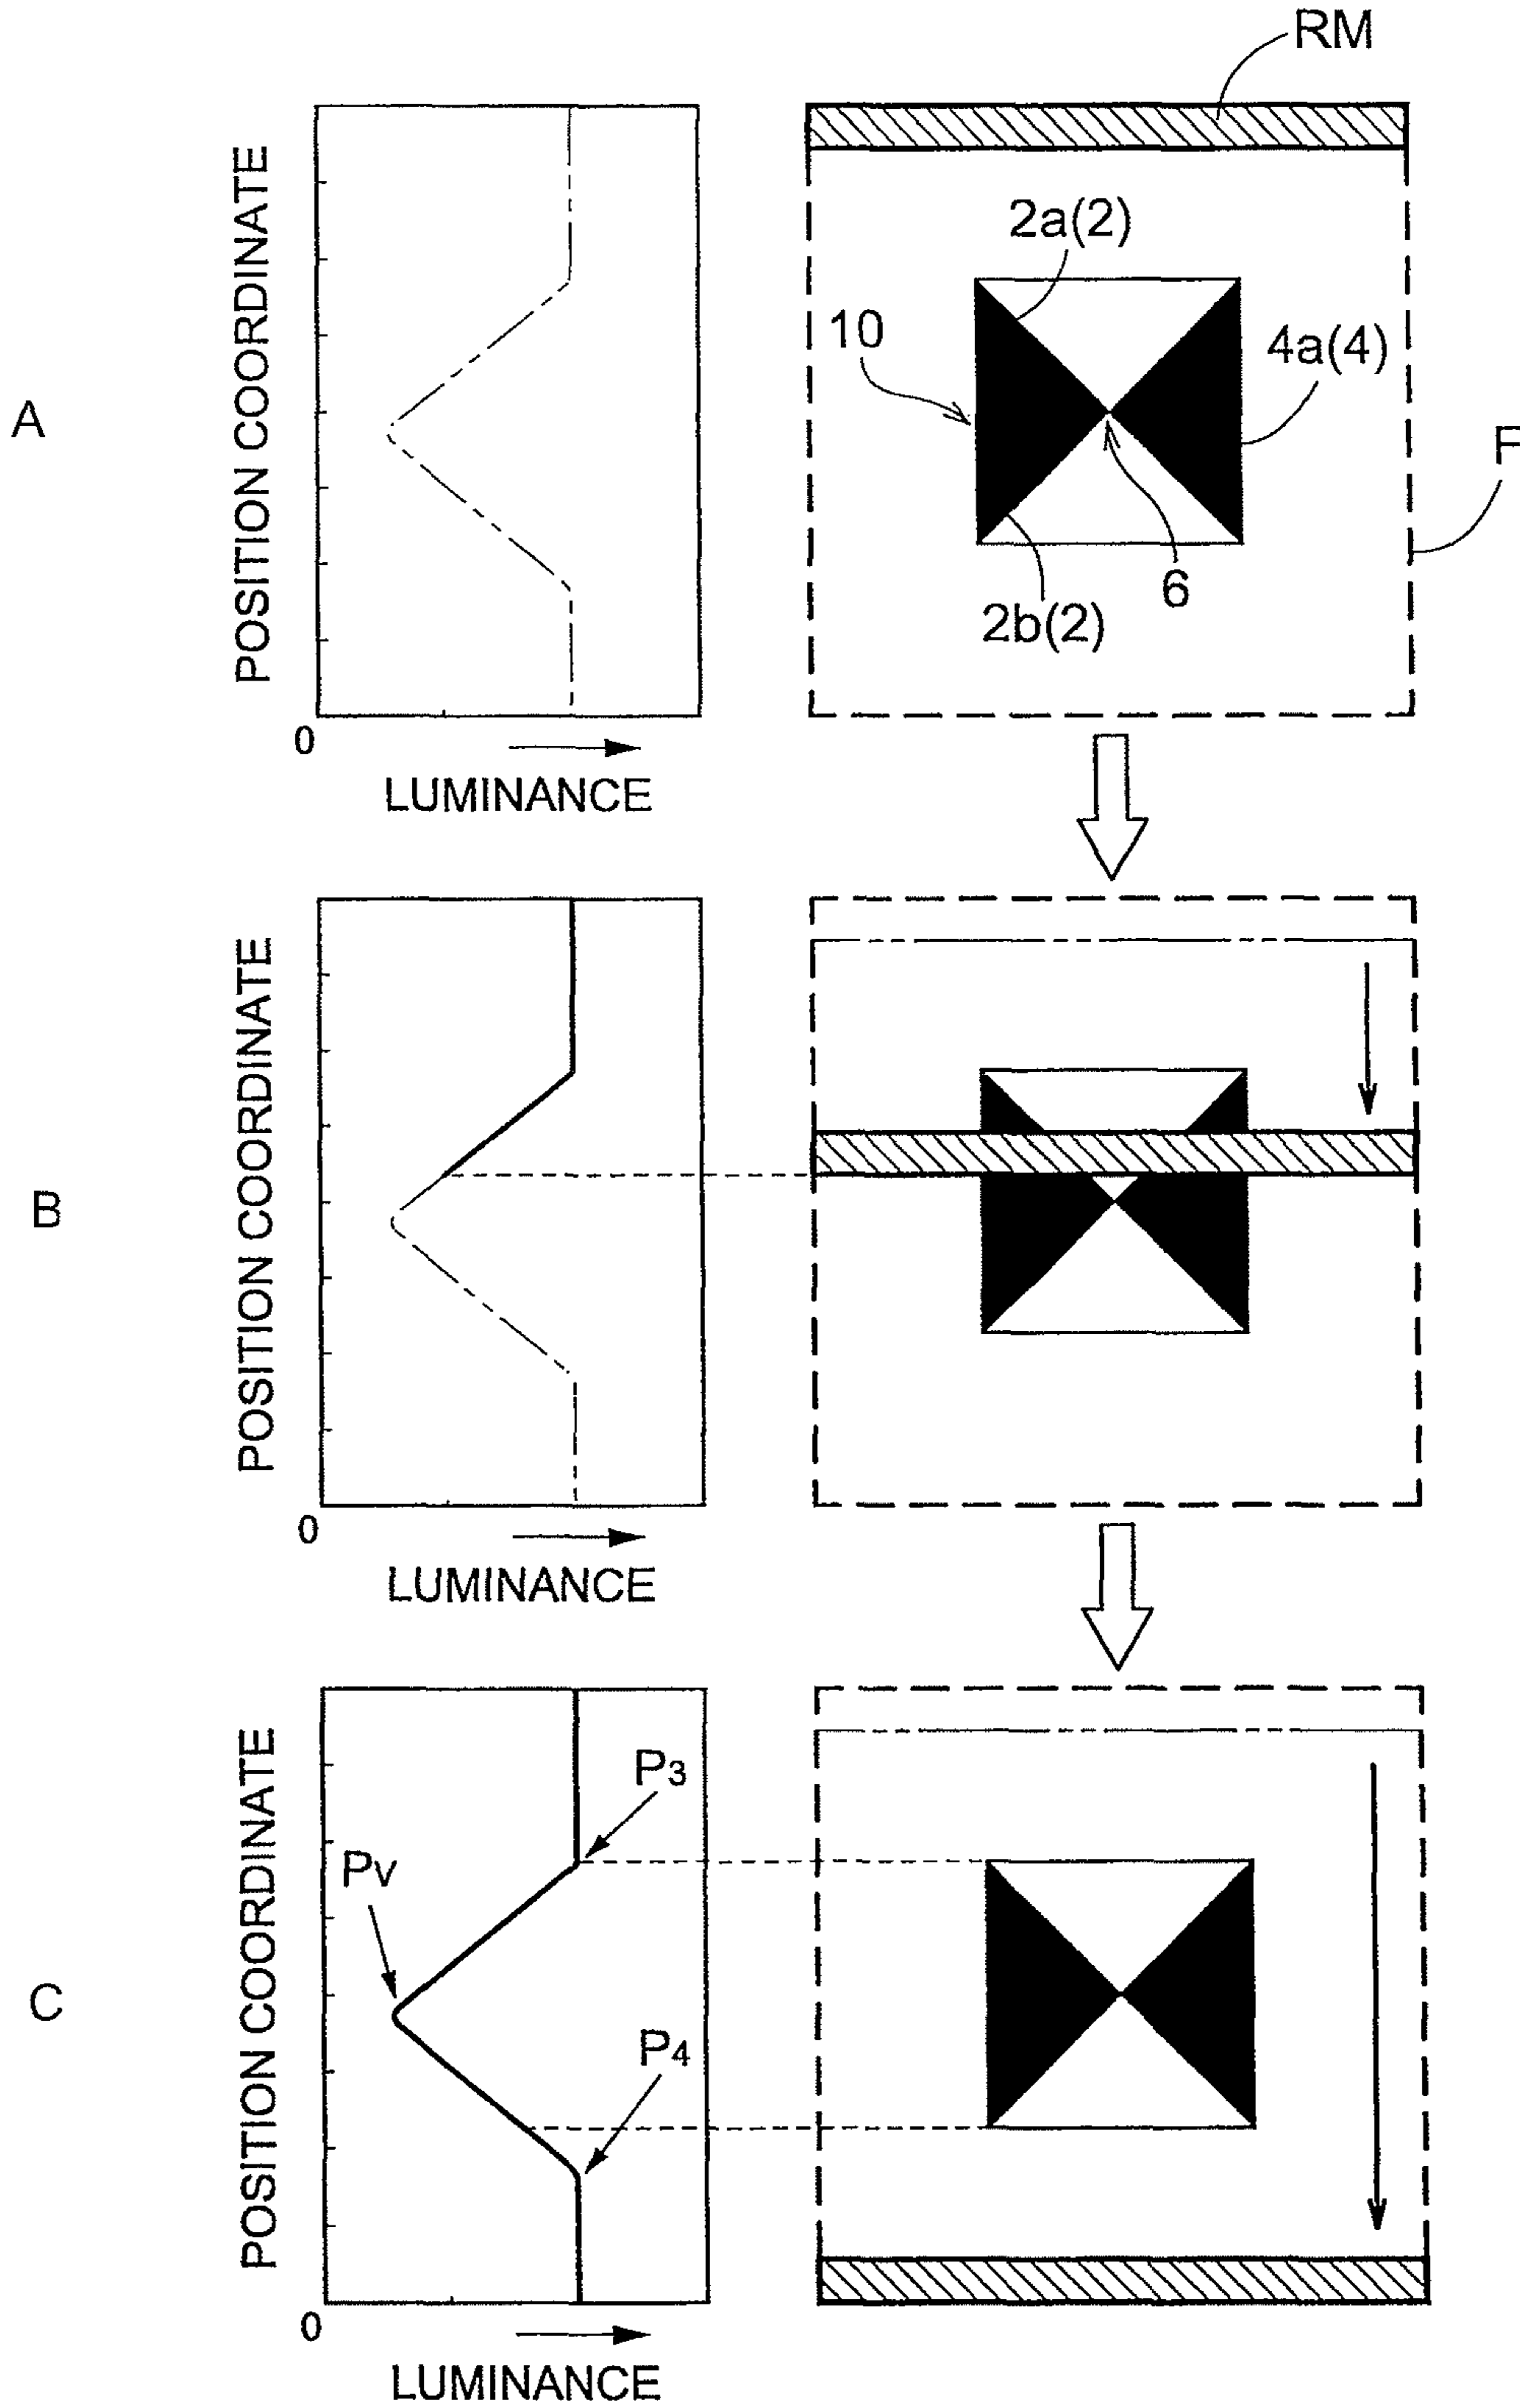 RM
A
POSITION COORDINATE
2a(2)
10
4a(4)
F
6
2b(2)
0
LUMINANCE
B
POSITION COORDINATE
0
LUMINANCE
C
POSITION COORDINATE
P3
PV
P4
0
LUMINANCE